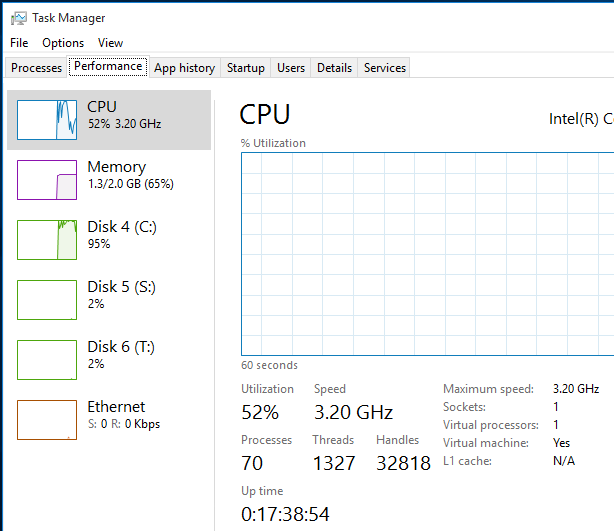 Task Manager
File Options View
Processes Performance App history Startup Users Details Services
CPU
52% 3.20 GHz
Memory
1.3/2.0 GB (65%)
Disk 4 (C:)
95%
Disk 5 (S:)
2%
Disk 6 (T:)
2%
Ethernet
S: 0 R: 0 Kbps
CPU Intel(R) C
% Utilization
60 seconds
Utilization Speed
52% 3.20 GHz
Processes Threads Handles
70 1327 32818
Up time
0:17:38:54
Maximum speed: 3.20 GHz
Sockets: 1
Virtual processors: 1
Virtual machine: Yes
L1 cache: N/A